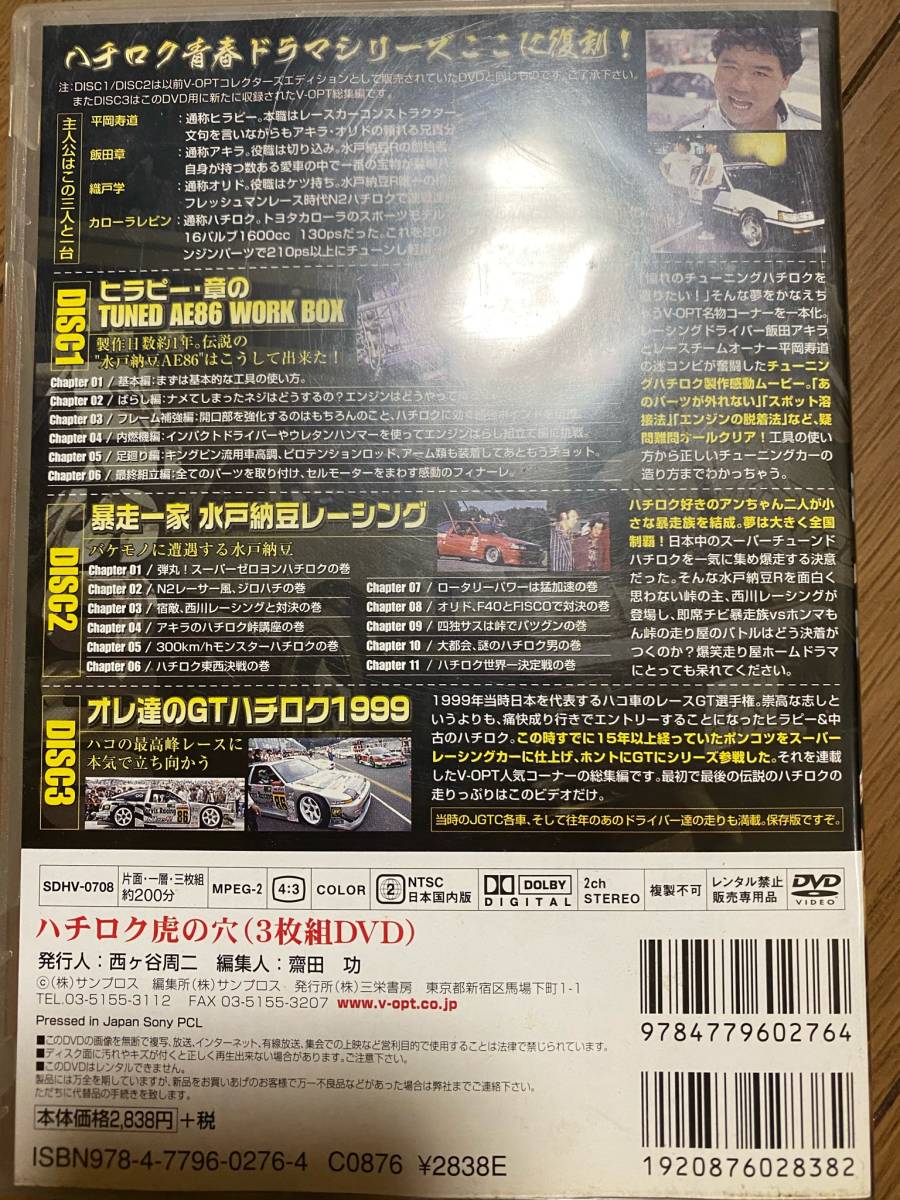 ハチロク青春ドラマシリーズここに復刻！
注：DISC1/DISC2は以前V-OPTコレクターズエディションとして販売されていたDVDと同じものです。ご了承下さい。
またDISC3はこのDVD用に新たに収録されたV-OPT総集編です。
主人公はこの三人と一台
平岡寿道：通称ヒラピー。本職はレースカーコンストラクター。
文句を言いながらもアキラ・オリドの頼れる兄貴分
飯田章：通称アキラ。役職は切り込み。水戸納豆Rの創始者
自身が持つ数ある愛車の中で一番の宝物が
織戸学：通称オリド。役職はケツ持ち。水戸納豆R
フレッシュマンレース時代N2ハチロクで
カローラレビン：通称ハチロク。トヨタカローラのスポーツモデル
16バルブ1600cc 130psだった。これを
ンジンパーツで210ps以上にチューンし
DISC1
ヒラピー・章の
TUNED AE86 WORK BOX
製作日数約1年。伝説の
"水戸納豆AE86"はこうして出来た！
Chapter 01 / 基本編：まずは基本的な工具の使い方。
Chapter 02 / ばらし編：ナメてしまったネジはどうするの？エンジンはどうやって
Chapter 03 / フレーム補強編：開口部を強化するのはもちろんのこと、ハチロクに効く
Chapter 04 / 内燃機編：インパクトドライバーやウレタンハンマーを使ってエンジンばらし組立て編に挑戦。
Chapter 05 / 足廻り編：キングピン流用車高調、ピロテンションロッド、アーム類も装着してあともうチョット。
Chapter 06 / 最終組立編：全てのパーツを取り付け、セルモーターをまわす感動のフィナーレ。
「憧れのチューニングハチロクを
造りたい！」そんな夢をかなえち
ゃうV-OPT名物コーナーを一本化。
レーシングドライバー飯田アキラ
とレースチームオーナー平岡寿道
の迷コンビが奮闘したチューニン
グハチロク製作感動ムービー。「あ
のパーツが外れない」「スポット溶
接法」「エンジンの脱着法」など、疑
問難問オールクリア！工具の使い
方から正しいチューニングカーの
造り方までわかっちゃう。
DISC2
暴走一家 水戸納豆レーシング
バケモノに遭遇する水戸納豆
Chapter 01 / 弾丸！スーパーゼロヨンハチロクの巻
Chapter 02 / N2レーサー風、ジロハチの巻
Chapter 03 / 宿敵、西川レーシングと対決の巻
Chapter 04 / アキラのハチロク峠講座の巻
Chapter 05 / 300km/hモンスターハチロクの巻
Chapter 06 / ハチロク東西決戦の巻
Chapter 07 / ロータリーパワーは猛加速の巻
Chapter 08 / オリド、F40とFISCOで対決の巻
Chapter 09 / 四独サスは峠でバツグンの巻
Chapter 10 / 大都会、謎のハチロク男の巻
Chapter 11 / ハチロク世界一決定戦の巻
ハチロク好きのアンちゃん二人が小
さな暴走族を結成。夢は大きく全国
制覇！日本中のスーパーチューンド
ハチロクを一気に集め爆走する決意
だった。そんな水戸納豆Rを面白く
思わない峠の主、西川レーシングが
登場し、即席チビ暴走族vsホンマも
ん峠の走り屋のバトルはどう決着が
つくのか？爆笑走り屋ホームドラマ
にとっても呆れてください。
DISC3
オレ達のGTハチロク1999
ハコの最高峰レースに
本気で立ち向かう
1999年当時日本を代表するハコ車のレースGT選手権。崇高な志しと
いうよりも、痛快成り行きでエントリーすることになったヒラピー&中
古のハチロク。この時すでに15年以上経っていたポンコツをスーパー
レーシングカーに仕上げ、ホントにGTにシリーズ参戦した。それを連載
したV-OPT人気コーナーの総集編です。最初で最後の伝説のハチロクの
走りっぷりはこのビデオだけ。
当時のJGTC各車、そして往年のあのドライバー達の走りも満載。保存版ですぞ。
SDHV-0708 片面・一層・三枚組 約200分 MPEG-2 4:3 COLOR 2 NTSC 日本国内版 DOLBY DIGITAL 2ch STEREO 複製不可 レンタル禁止 販売専用品 DVD VIDEO
ハチロク虎の穴（3枚組DVD）
発行人：西ヶ谷周二 編集人：齋田 功
©（株）サンプロス 編集所（株）サンプロス 発行所（株）三栄書房 東京都新宿区馬場下町1-1
TEL.03-5155-3112 FAX 03-5155-3207 www.v-opt.co.jp
Pressed in Japan Sony PCL
■このDVDの画像を無断で複写、放送、インターネット、有線放送、集会での上映など営利目的で使用することは法律で禁じられています。
■ディスク面に汚れやキズが付くと正しく再生出来ない場合があります。ご注意下さい。
■このDVDはレンタルできません。
製品には万全を期していますが、新品をお買いあげのお客様で万一不良品などがあった場合は弊社までご連絡下さい。
ただちに代替品の手続きを致します。
本体価格2,838円＋税
ISBN978-4-7796-0276-4 C0876 ¥2838E
9784779602764
1920876028382